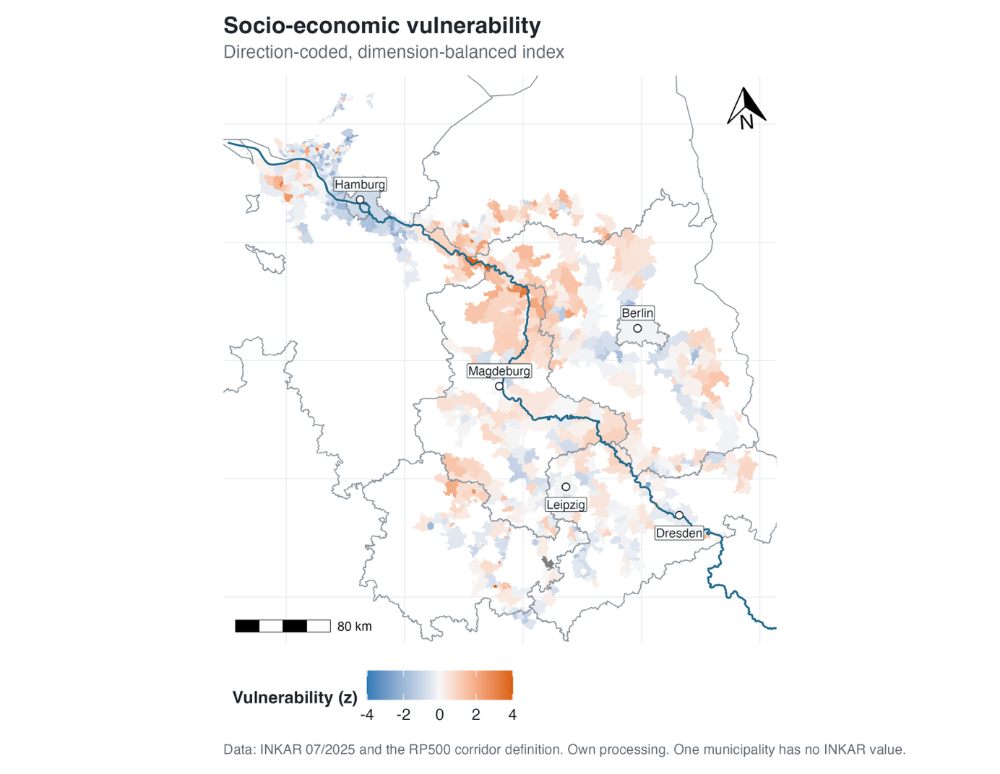 Socio-economic vulnerability
Direction-coded, dimension-balanced index
N
Hamburg
Berlin
Magdeburg
Leipzig
Dresden
80 km
Vulnerability (z)
-4 -2 0 2 4
Data: INKAR 07/2025 and the RP500 corridor definition. Own processing. One municipality has no INKAR value.